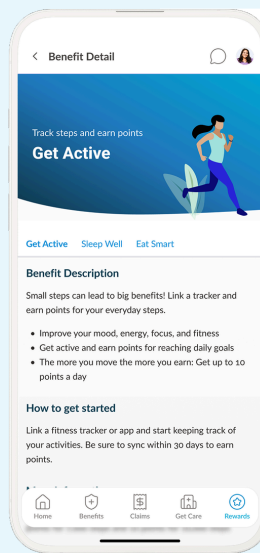 Benefit Detail
Track steps and earn points
Get Active
Get Active Sleep Well Eat Smart
Benefit Description
Small steps can lead to big benefits! Link a tracker and
earn points for your everyday steps.
• Improve your mood, energy, focus, and fitness
• Get active and earn points for reaching daily goals
• The more you move the more you earn: Get up to 10
points a day
How to get started
Link a fitness tracker or app and start keeping track of
your activities. Be sure to sync within 30 days to earn
points.
Home Benefits Claims Get Care Rewards